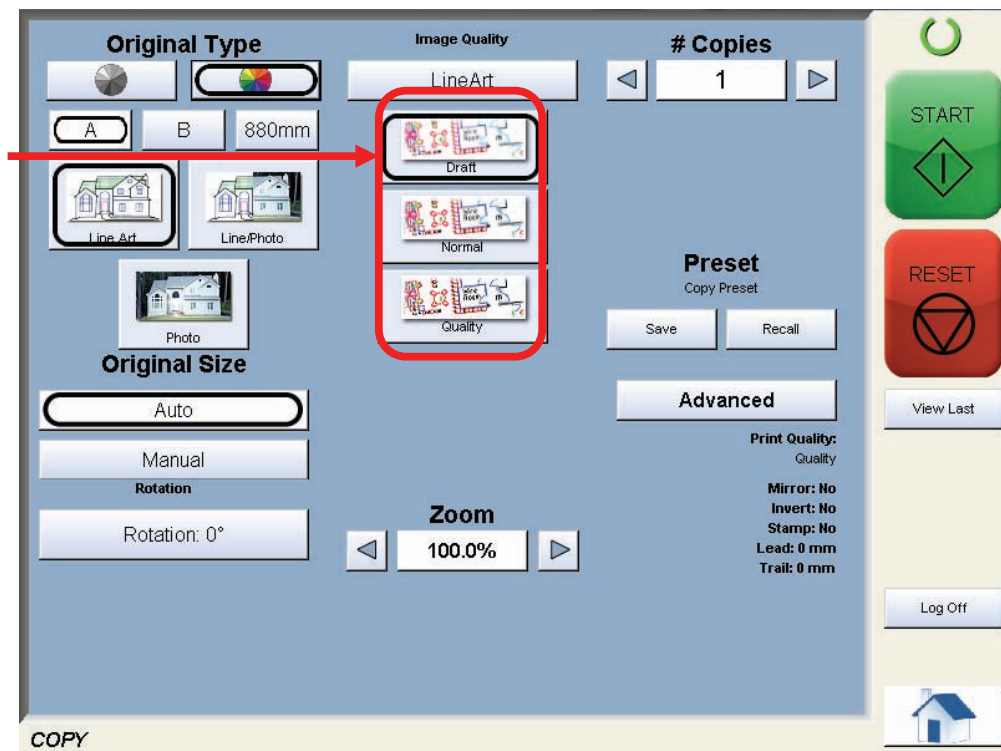 Original Type
A
B
880mm
Line Art
Line/Photo
Photo
Original Size
Auto
Manual
Rotation
Rotation: 0°
Image Quality
LineArt
Draft
Normal
Quality
Zoom
100.0%
# Copies
1
Preset
Copy Preset
Save
Recall
Advanced
Print Quality:
Quality
Mirror: No
Invert: No
Stamp: No
Lead: 0 mm
Trail: 0 mm
START
RESET
View Last
Log Off
COPY